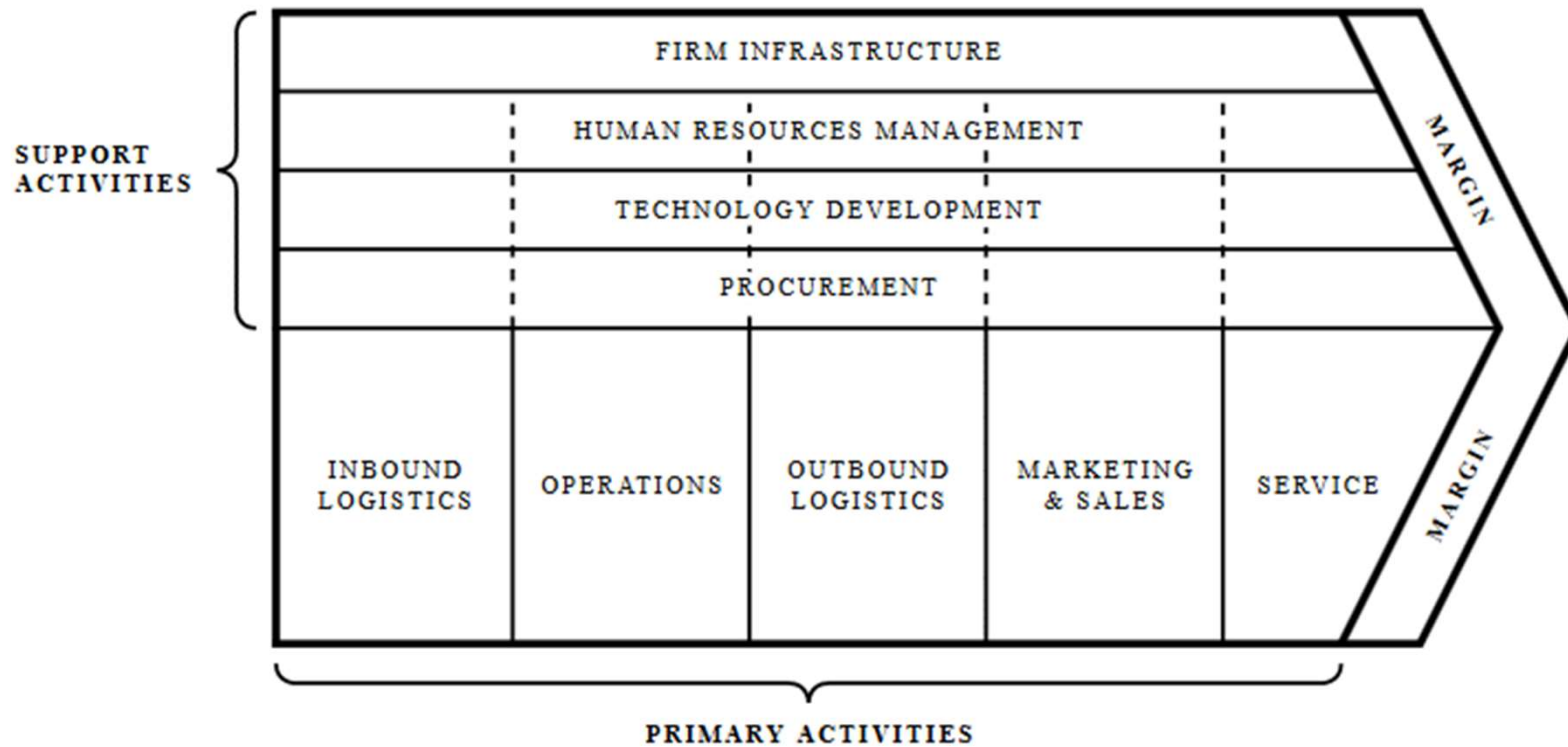 FIRM INFRASTRUCTURE
HUMAN RESOURCES MANAGEMENT
TECHNOLOGY DEVELOPMENT
PROCUREMENT
SUPPORT
ACTIVITIES
MARGIN
INBOUND
LOGISTICS
OPERATIONS
OUTBOUND
LOGISTICS
MARKETING
& SALES
SERVICE
MARGIN
PRIMARY ACTIVITIES